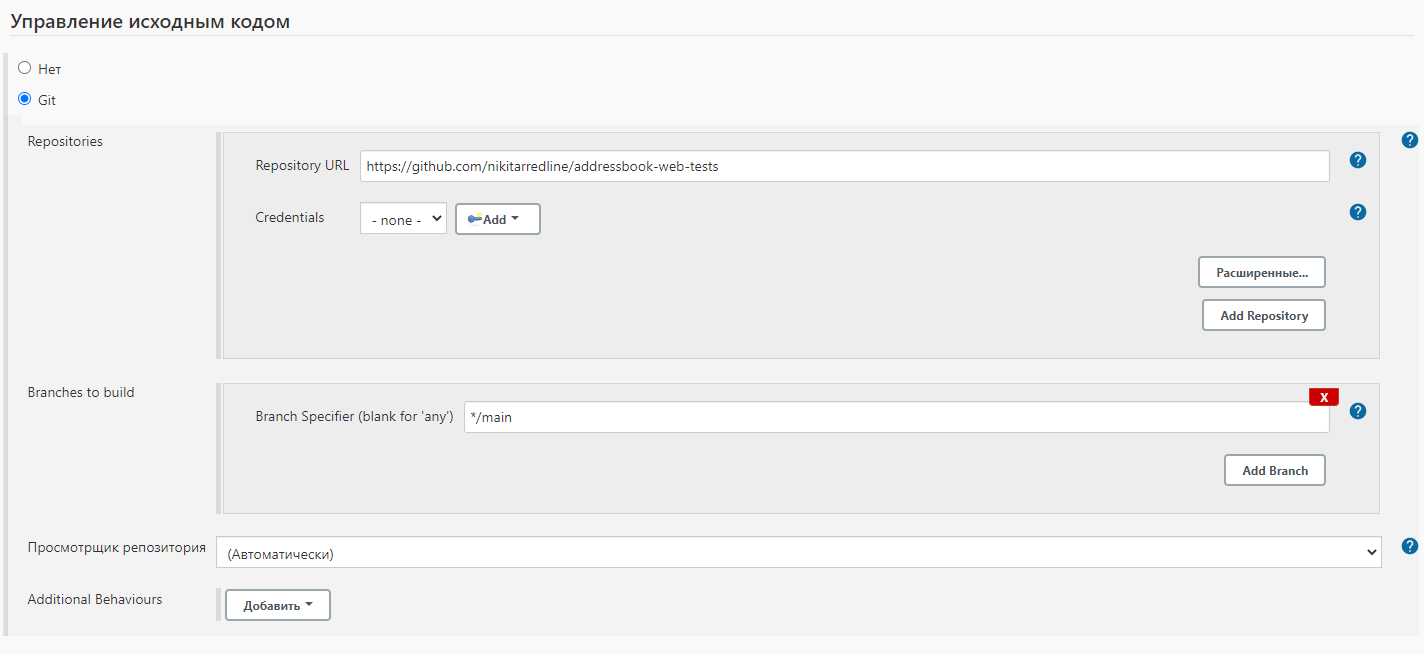 Управление исходным кодом
Нет
Git
Repositories
Repository URL https://github.com/nikitarredline/addressbook-web-tests
Credentials - none - Add
Расширенные...
Add Repository
Branches to build
X
Branch Specifier (blank for 'any') */main
Add Branch
Просмотрщик репозитория (Автоматически)
Additional Behaviours Добавить